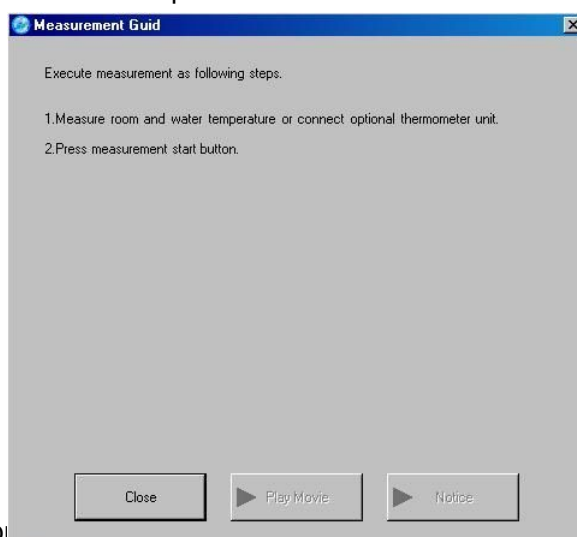 Measurement Guid
Execute measurement as following steps.
1.Measure room and water temperature or connect optional thermometer unit.
2.Press measurement start button.
Close
Play Movie
Notice